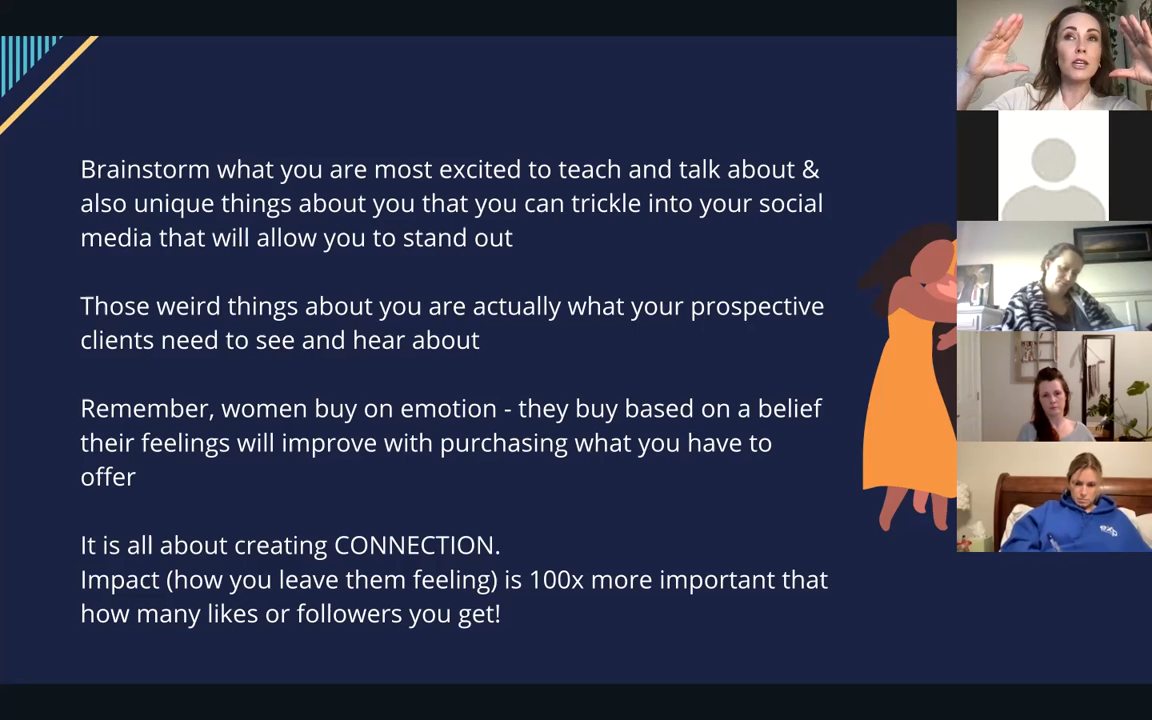 Brainstorm what you are most excited to teach and talk about &
also unique things about you that you can trickle into your social
media that will allow you to stand out
Those weird things about you are actually what your prospective
clients need to see and hear about
Remember, women buy on emotion - they buy based on a belief
their feelings will improve with purchasing what you have to
offer
It is all about creating CONNECTION.
Impact (how you leave them feeling) is 100x more important that
how many likes or followers you get!
exp